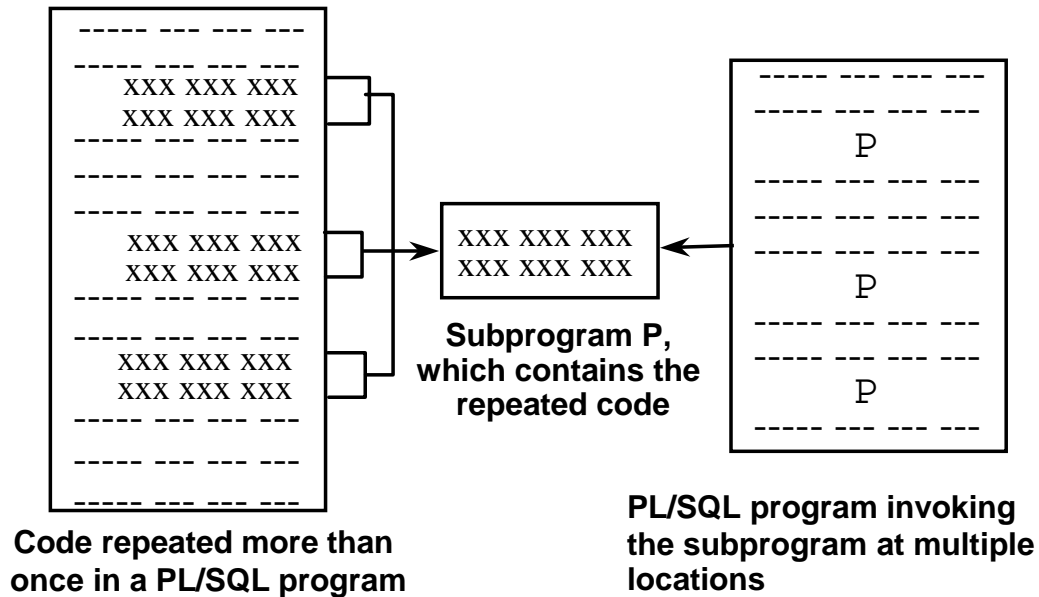 ----- --- --- ---
----- --- --- ---
xxx xxx xxx
xxx xxx xxx
----- --- --- ---
----- --- --- ---
----- --- --- ---
xxx xxx xxx
xxx xxx xxx
----- --- --- ---
----- --- --- ---
xxx xxx xxx
xxx xxx xxx
----- --- --- ---
----- --- --- ---
----- --- --- ---
Code repeated more than
once in a PL/SQL program
xxx xxx xxx
xxx xxx xxx
Subprogram P,
which contains the
repeated code
----- --- --- ---
----- --- --- ---
P
----- --- --- ---
----- --- --- ---
----- --- --- ---
P
----- --- --- ---
----- --- --- ---
P
----- --- --- ---
PL/SQL program invoking
the subprogram at multiple
locations